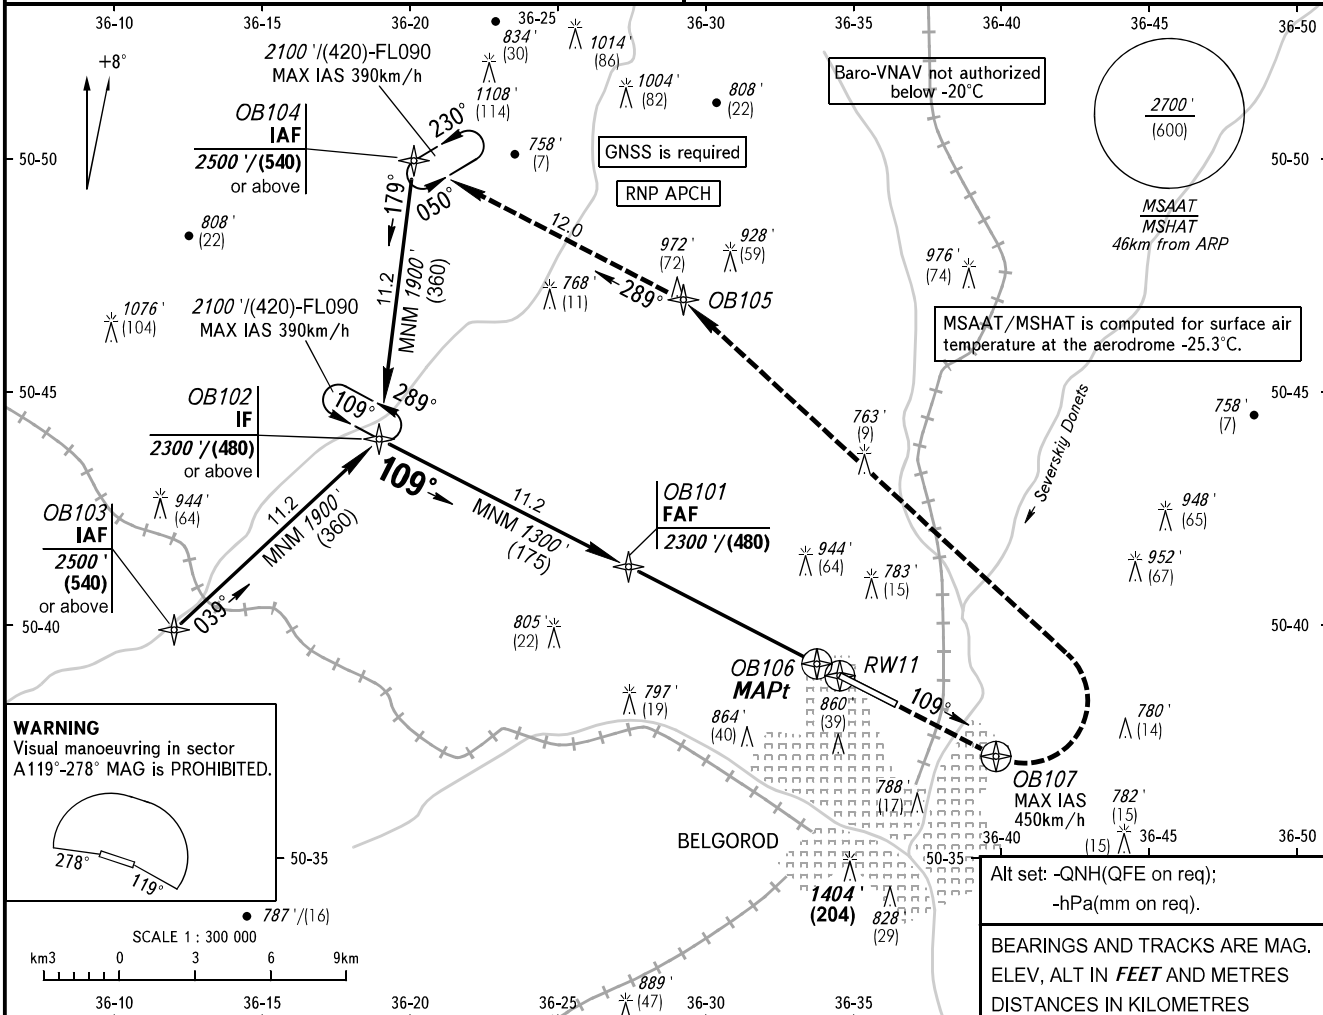 36-10
36-15
36-20
36-25
36-30
36-35
36-40
36-45
36-50
+8°
2100 '/(420)-FL090
MAX IAS 390km/h
834 '
(30)
1014 '
(86)
1108 '
(114)
1004 '
(82)
808 '
(22)
Baro-VNAV not authorized
below -20°C
2700 '
(600)
MSAAT
MSHAT
46km from ARP
OB104
IAF
2500 '/(540)
or above
230°
050°
179°
758 '
(7)
GNSS is required
RNP APCH
50-50
50-50
808 '
(22)
11.2
MNM 1900 '
(360)
12.0
289°
972 '
(72)
928 '
(59)
OB105
976 '
(74)
768 '
(11)
1076 '
(104)
2100 '/(420)-FL090
MAX IAS 390km/h
MSAAT/MSHAT is computed for surface air
temperature at the aerodrome -25.3°C.
50-45
50-45
OB102
IF
2300 '/(480)
or above
109°
289°
109°
763 '
(9)
758 '
(7)
Severskiy Donets
944 '
(64)
OB103
IAF
2500 '
(540)
or above
11.2
MNM 1900 '
(360)
039°
11.2
MNM 1300 '
(175)
OB101
FAF
2300 '/(480)
944 '
(64)
783 '
(15)
948 '
(65)
952 '
(67)
50-40
50-40
805 '
(22)
OB106
MAPt
RW11
860 '
(39)
109°
797 '
(19)
864 '
(40)
780 '
(14)
OB107
MAX IAS
450km/h
788 '
(17)
782 '
(15)
(15)
WARNING
Visual manoeuvring in sector
A119°-278° MAG is PROHIBITED.
278°
119°
50-35
BELGOROD
50-35
36-40
36-45
36-50
1404 '
(204)
828 '
(29)
787 '/(16)
889 '
(47)
SCALE 1 : 300 000
km3
0
3
6
9km
36-10
36-15
36-20
36-25
36-30
36-35
Alt set: -QNH(QFE on req);
-hPa(mm on req).
BEARINGS AND TRACKS ARE MAG.
ELEV, ALT IN FEET AND METRES
DISTANCES IN KILOMETRES